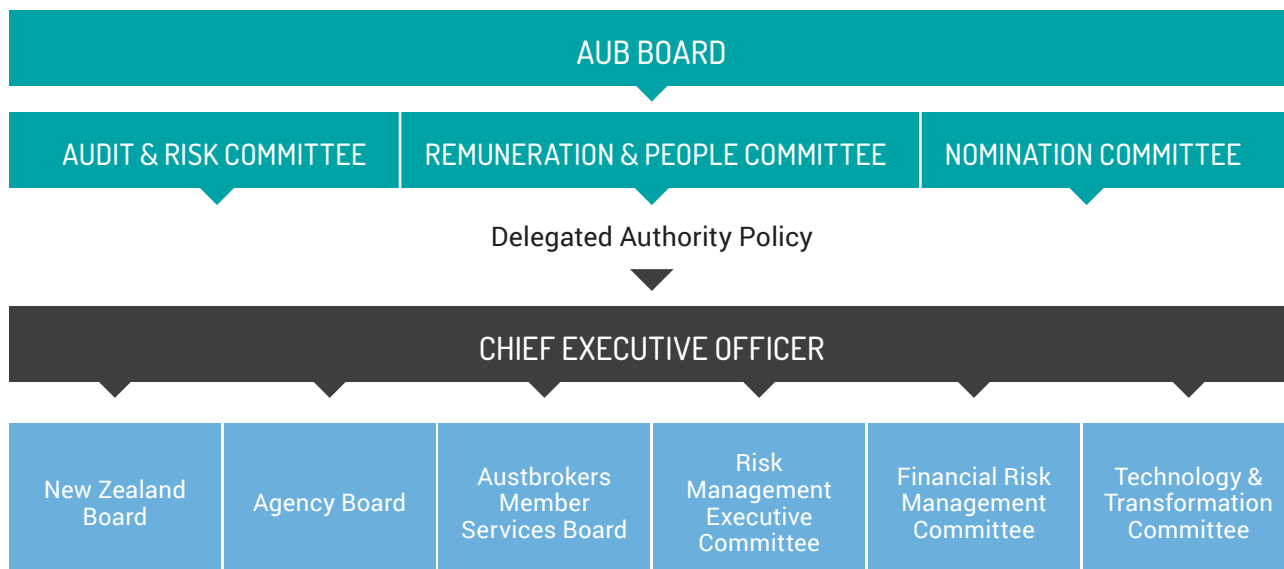 AUB BOARD
AUDIT & RISK COMMITTEE
REMUNERATION & PEOPLE COMMITTEE
NOMINATION COMMITTEE
Delegated Authority Policy
CHIEF EXECUTIVE OFFICER
New Zealand
Board
Agency Board
Austbrokers
Member
Services Board
Risk
Management
Executive
Committee
Financial Risk
Management
Committee
Technology &
Transformation
Committee